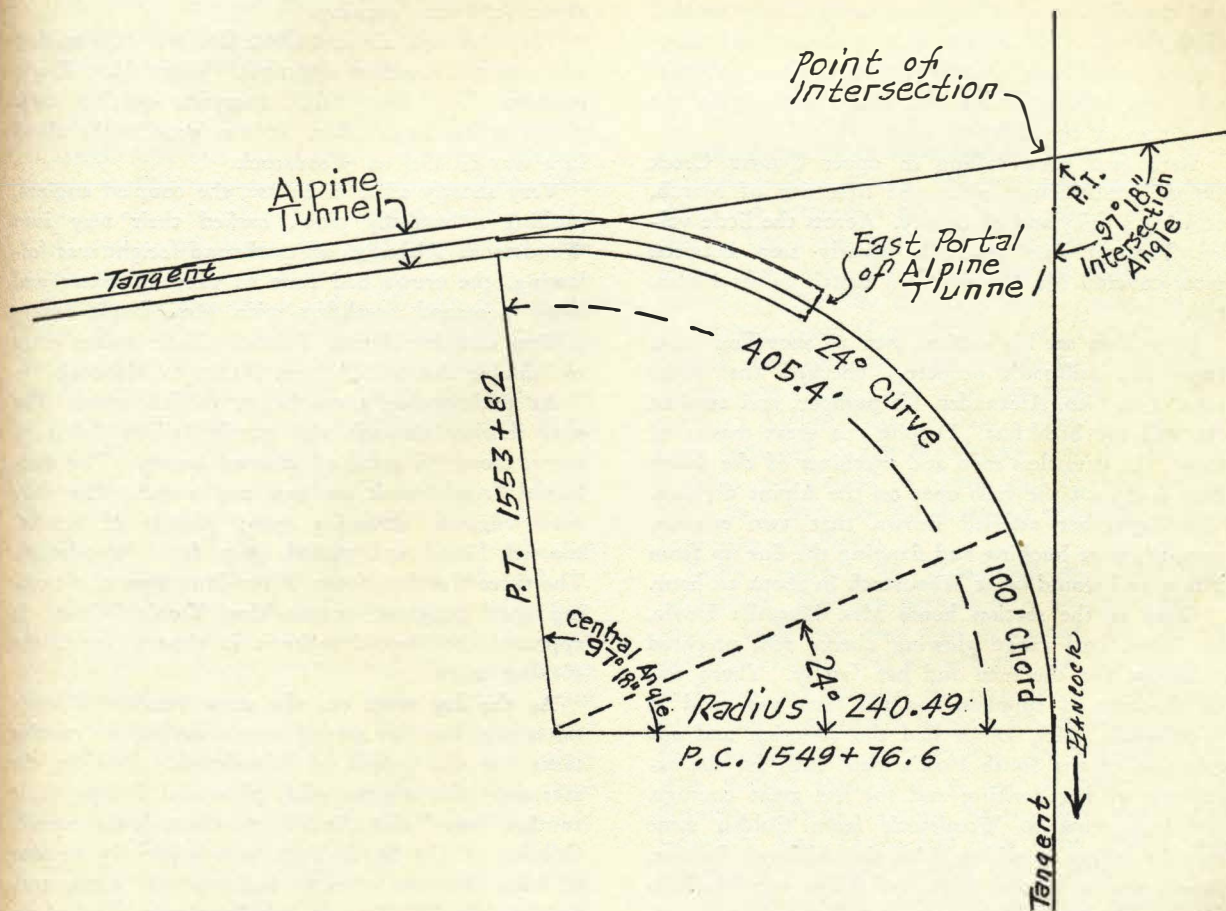 Point of
Intersection
P.I.
97° 18"
Intersection
Angle
Alpine
Tunnel
Tangent
East Portal
of Alpine
Tunnel
24° Curve
405.4'
P.T. 1553+82
100' Chord
Central Angle
97° 18"
24°
Radius 240.49
P.C. 1549+76.6
HANCOCK
Tangent